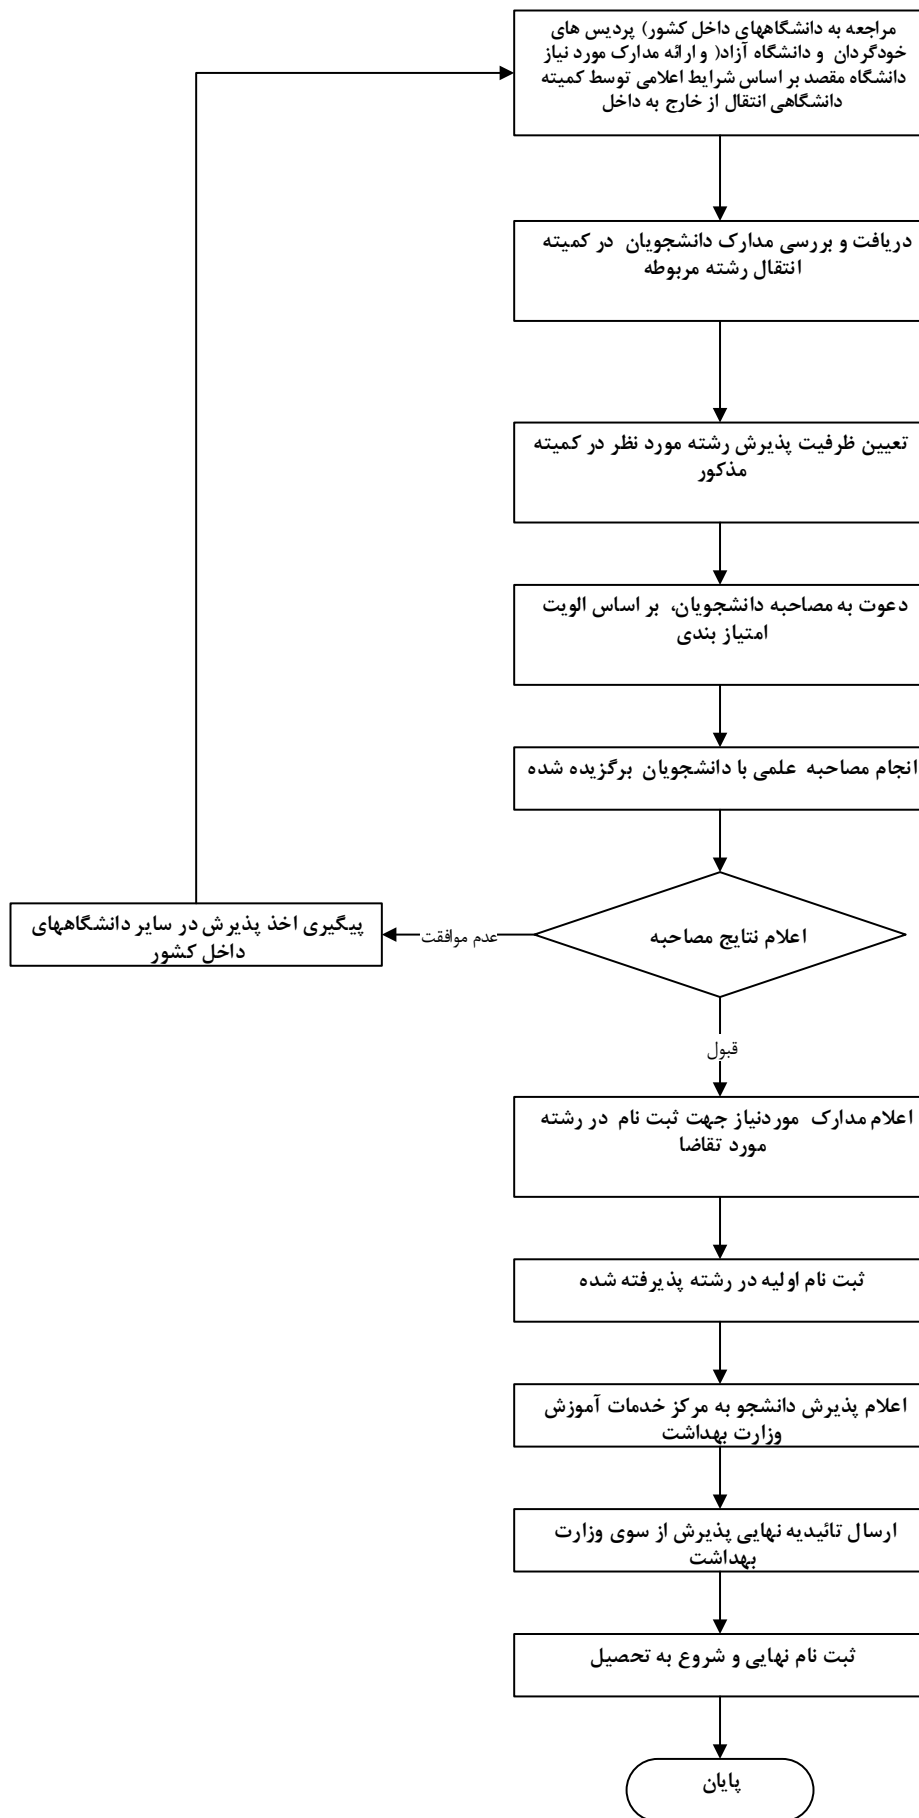 مراجعه به دانشگاههای داخل کشور) پردیس های
خودگردان و دانشگاه آزاد( و ارائه مدارک مورد نیاز
دانشگاه مقصد بر اساس شرایط اعلامی توسط کمیته
دانشگاهی انتقال از خارج به داخل
دریافت و بررسی مدارک دانشجویان در کمیته
انتقال رشته مربوطه
تعیین ظرفیت پذیرش رشته مورد نظر در کمیته
مذکور
دعوت به مصاحبه دانشجویان، بر اساس الویت
امتیاز بندی
انجام مصاحبه علمی با دانشجویان برگزیده شده
اعلام نتایج مصاحبه
عدم موافقت
پیگیری اخذ پذیرش در سایر دانشگاههای
داخل کشور
قبول
اعلام مدارک موردنیاز جهت ثبت نام در رشته
مورد تقاضا
ثبت نام اولیه در رشته پذیرفته شده
اعلام پذیرش دانشجو به مرکز خدمات آموزش
وزارت بهداشت
ارسال تائیدیه نهایی پذیرش از سوی وزارت
بهداشت
ثبت نام نهایی و شروع به تحصیل
پایان